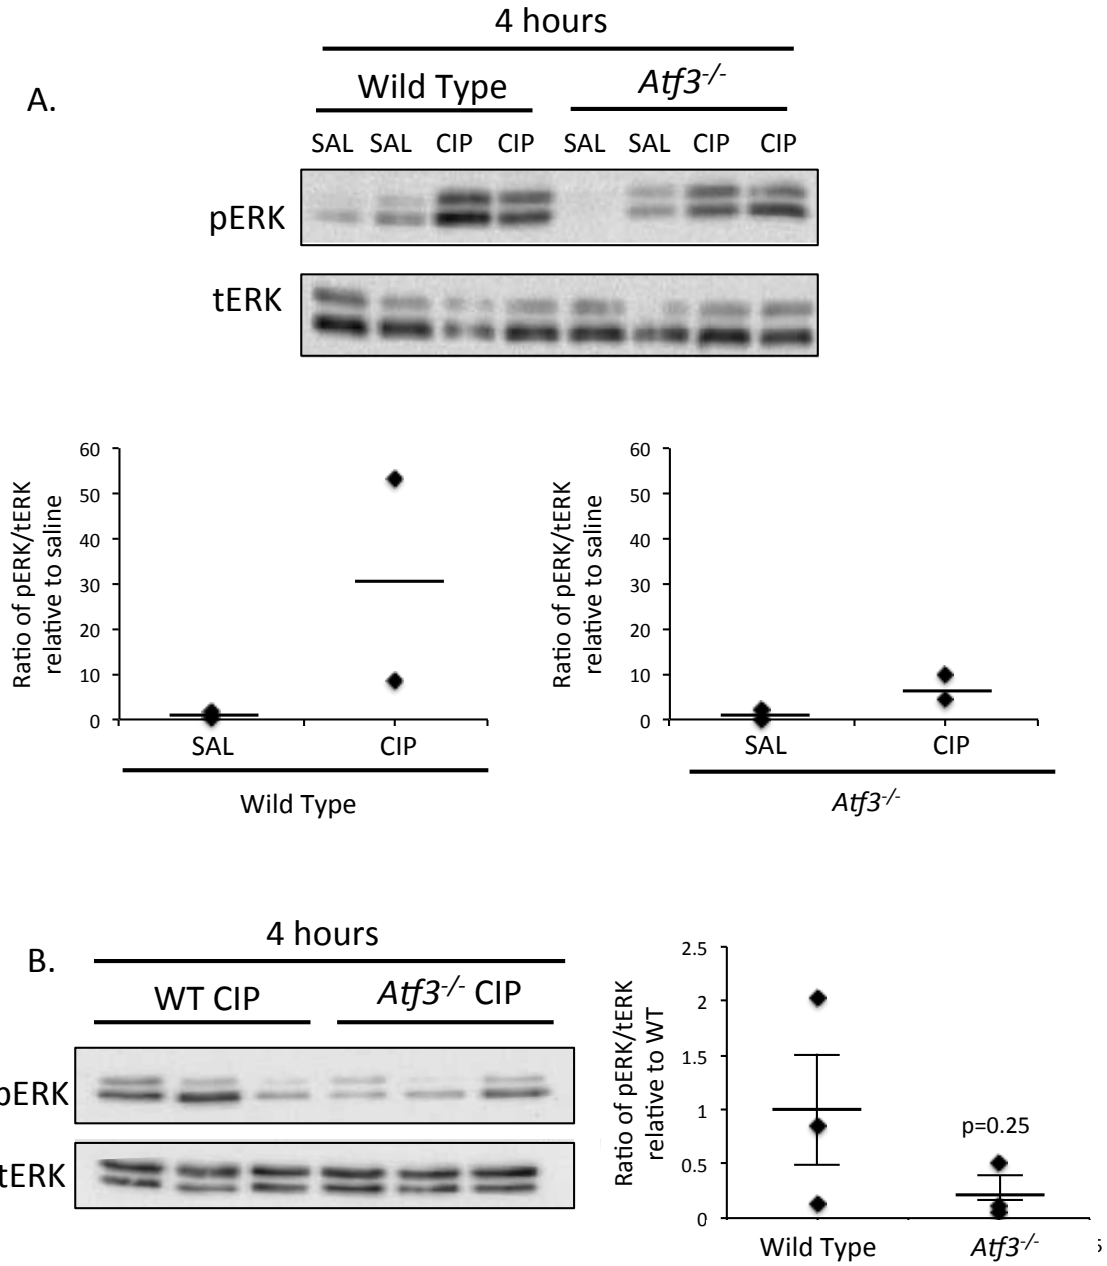 4 hours
A.
Wild Type Atf3-/-
SAL SAL CIP CIP SAL SAL CIP CIP
pERK
tERK
Ratio of pERK/tERK
relative to saline
60
50
40
30
20
10
0
SAL CIP
Wild Type
Ratio of pERK/tERK
relative to saline
60
50
40
30
20
10
0
SAL CIP
Atf3-/-
4 hours
B.
WT CIP Atf3-/- CIP
pERK
tERK
Ratio of pERK/tERK
relative to WT
2.5
2
1.5
1
0.5
0
p=0.25
Wild Type Atf3-/-